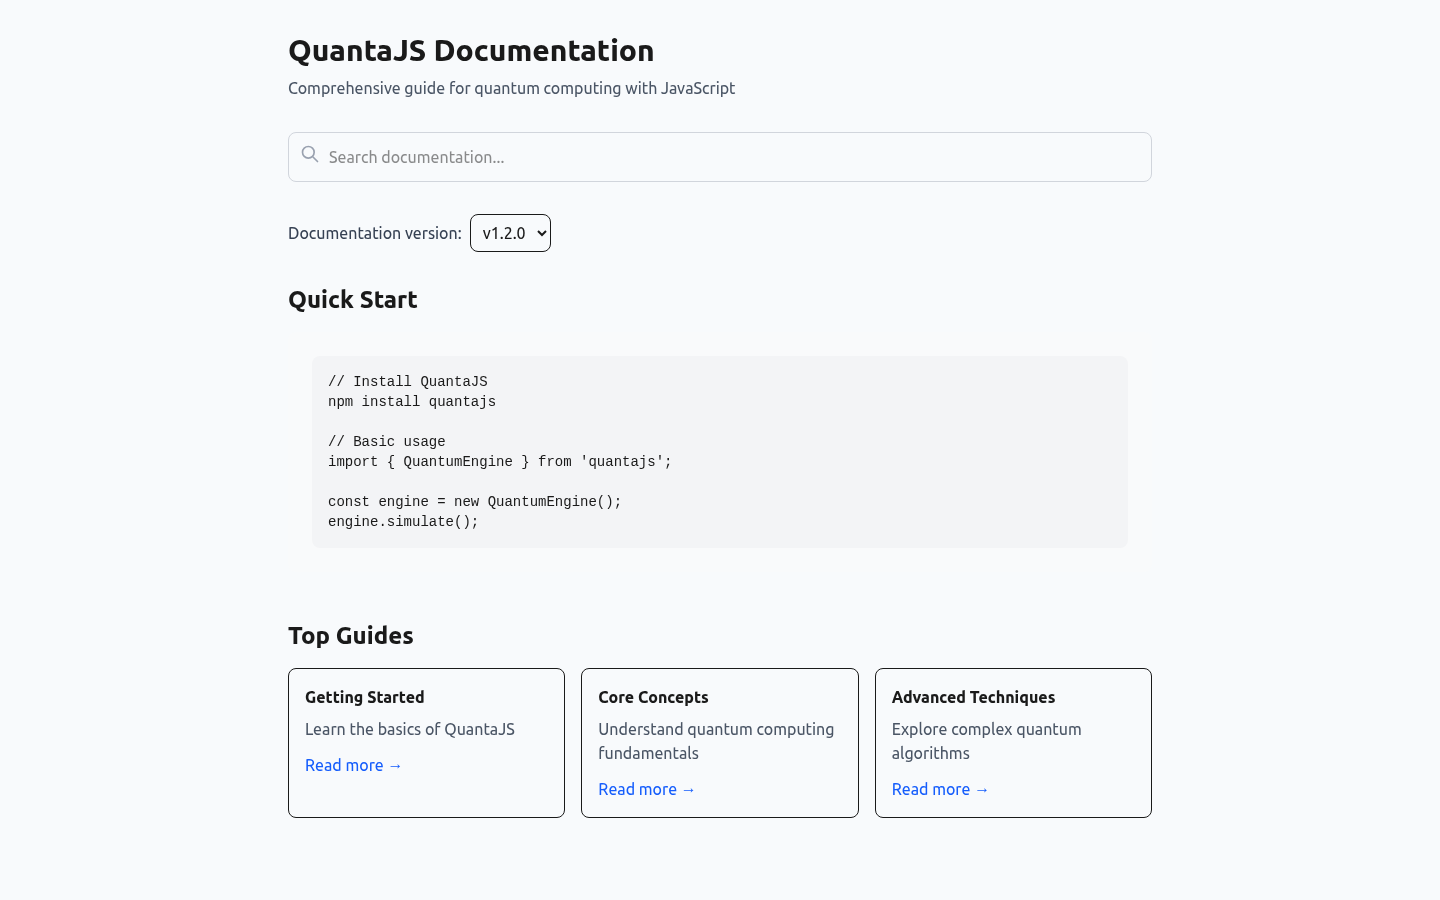 QuantaJS Documentation
Comprehensive guide for quantum computing with JavaScript
Search documentation...
Documentation version: v1.2.0
Quick Start
// Install QuantaJS
npm install quantajs
// Basic usage
import { QuantumEngine } from 'quantajs';
const engine = new QuantumEngine();
engine.simulate();
Top Guides
Getting Started
Learn the basics of QuantaJS
Read more →
Core Concepts
Understand quantum computing
fundamentals
Read more →
Advanced Techniques
Explore complex quantum
algorithms
Read more →